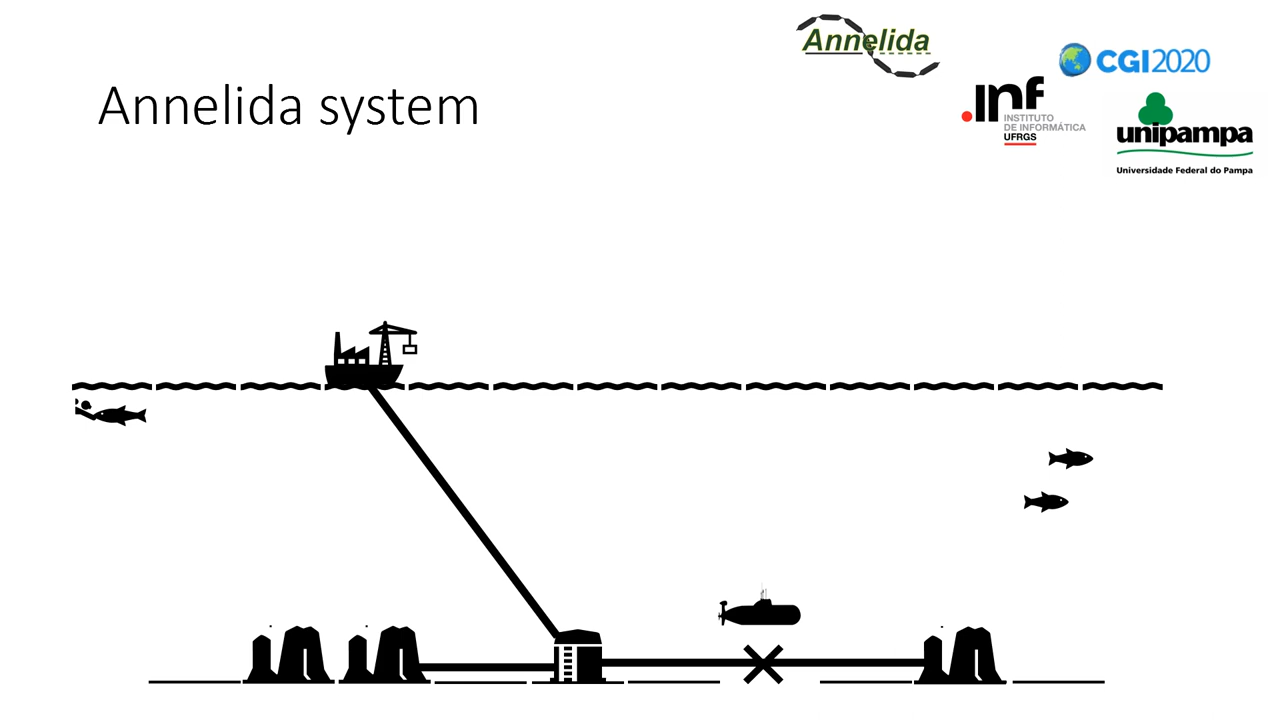 Annelida
CGI2020
Annelida system
.inf
INSTITUTO
DE INFORMÁTICA
UFRGS
unipampa
Universidade Federal do Pampa